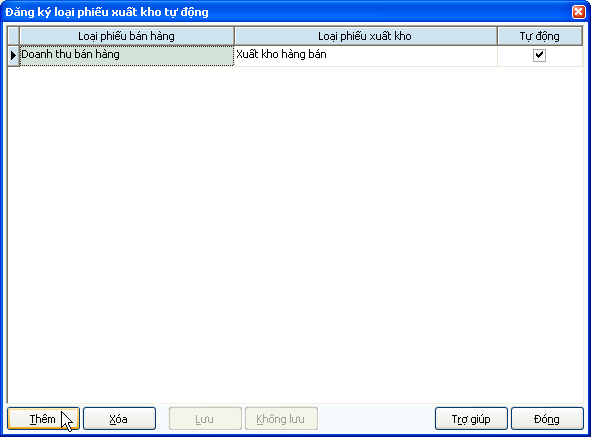 Đăng ký loại phiếu xuất kho tự động
Loại phiếu bán hàng Loại phiếu xuất kho Tự động
Doanh thu bán hàng Xuất kho hàng bán
Thêm Xóa Lưu Không lưu Trợ giúp Đóng